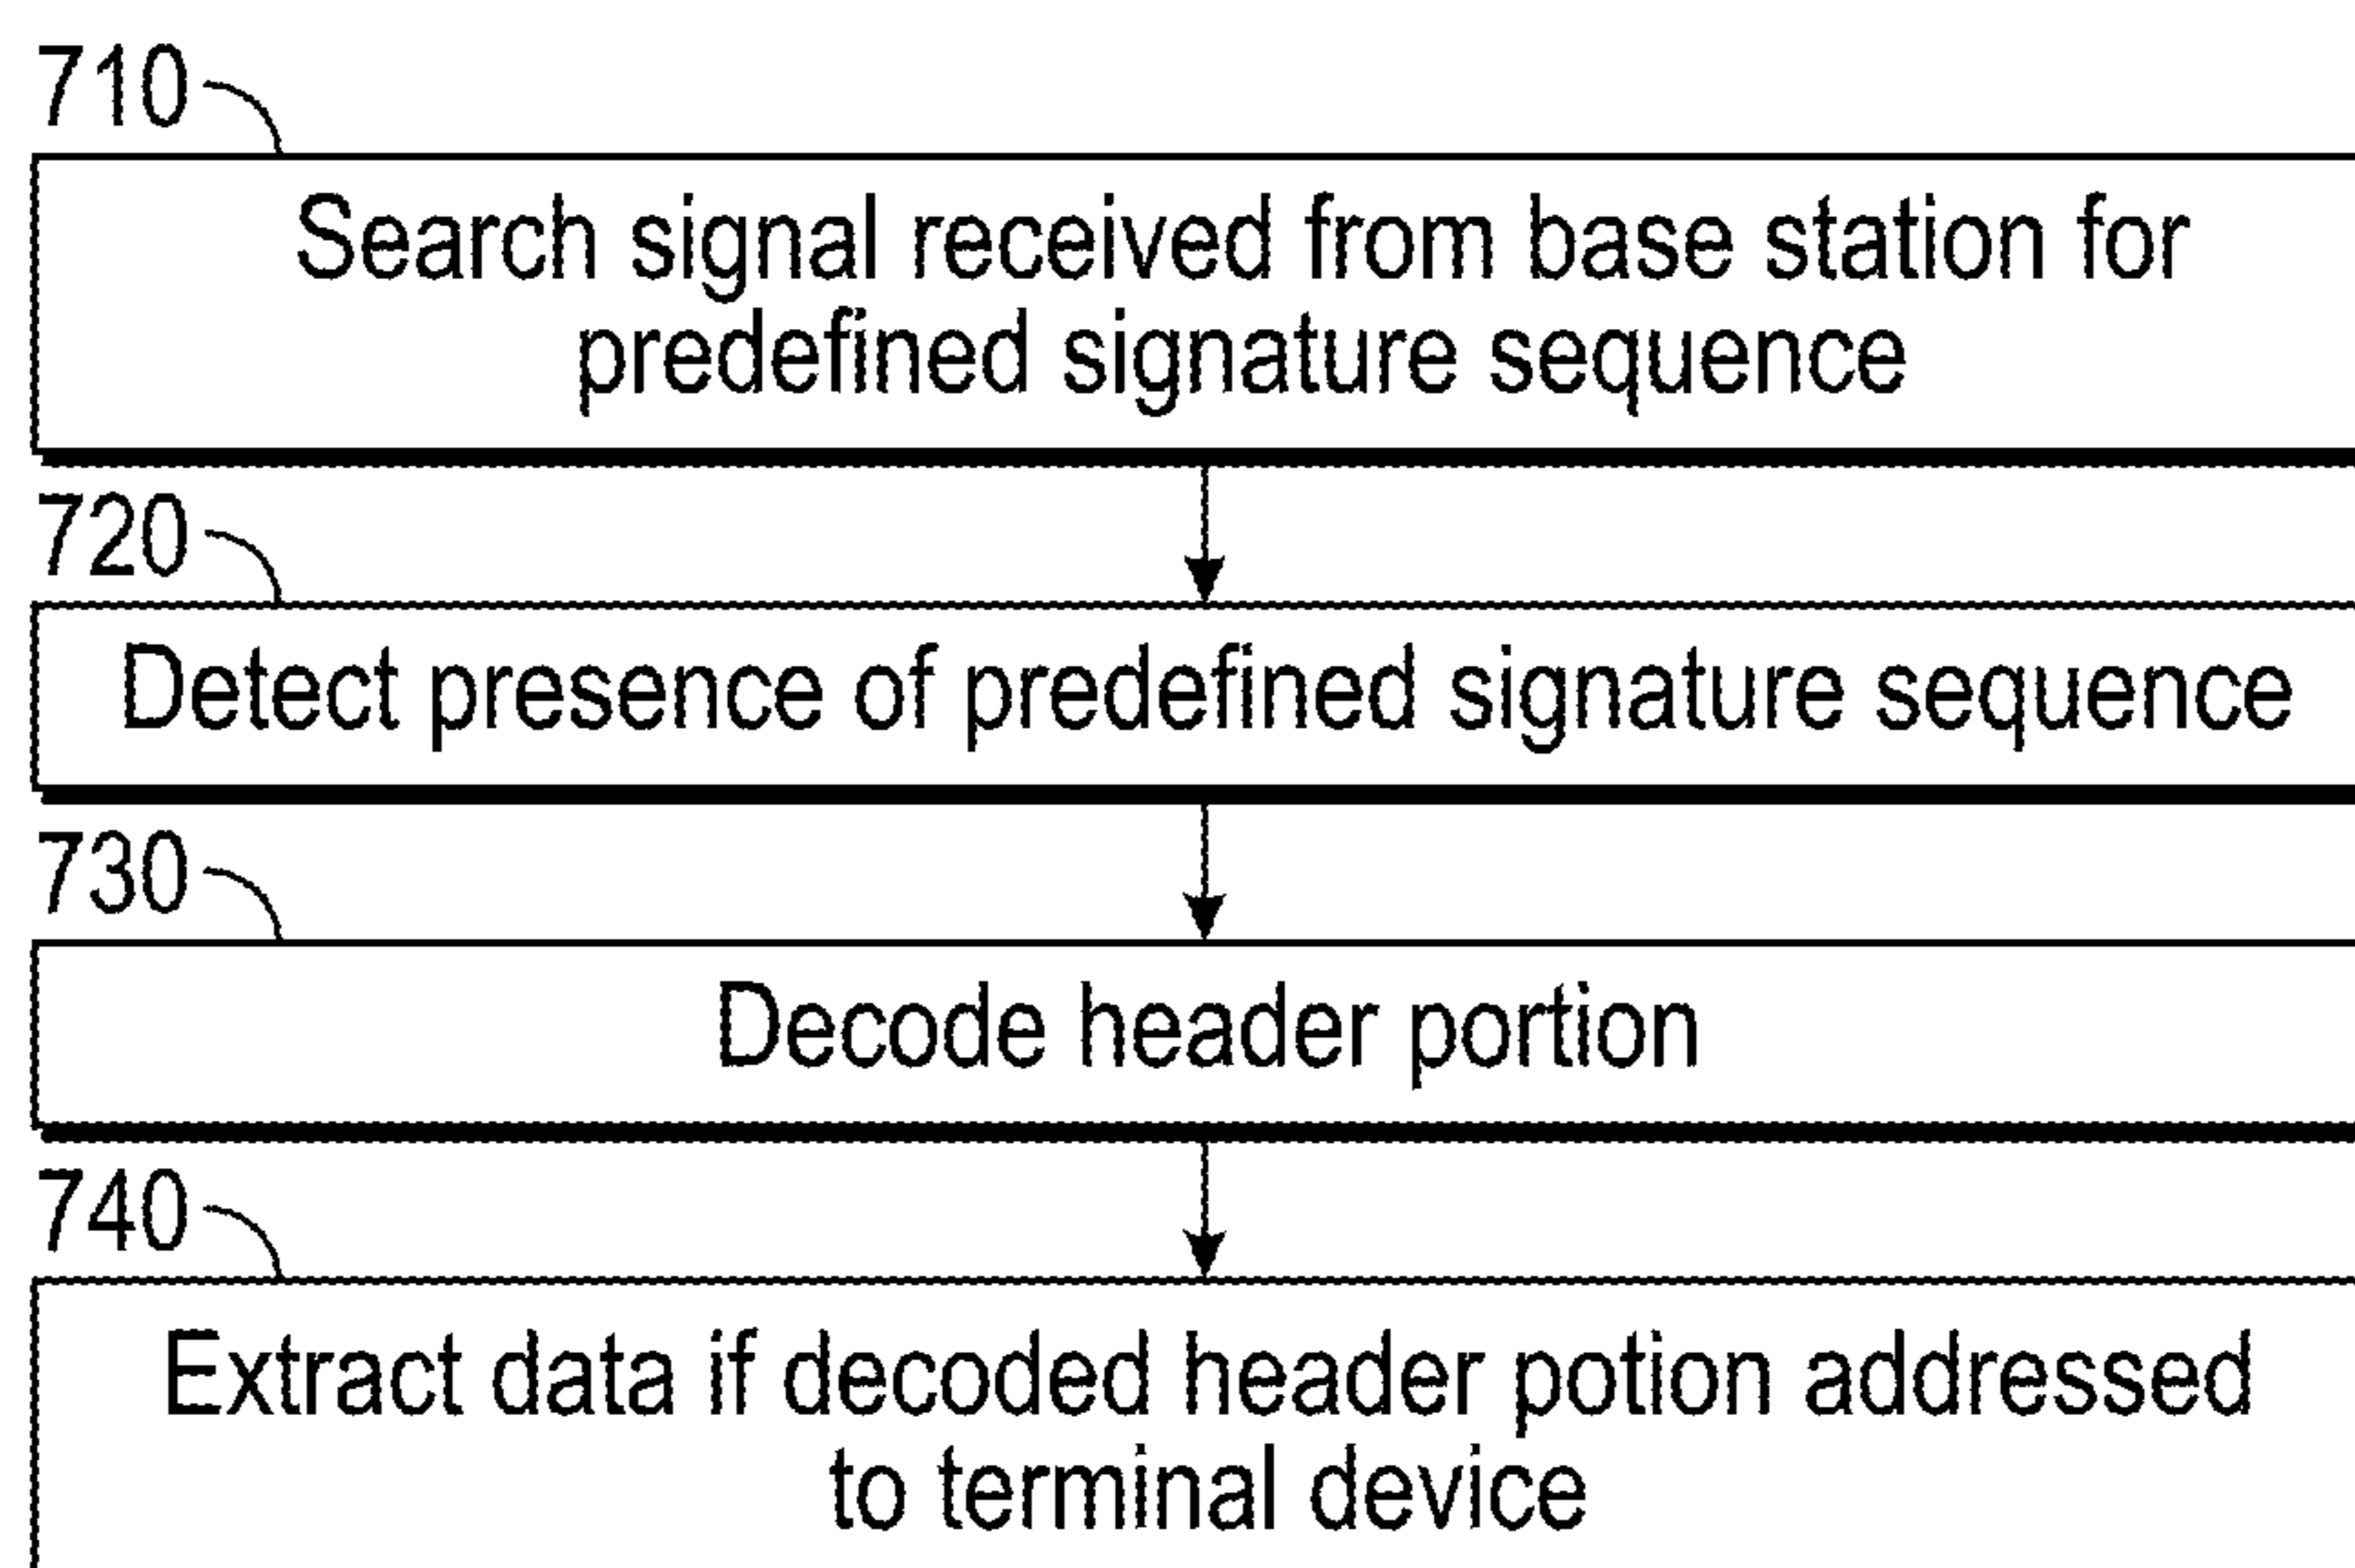 710
Search signal received from base station for
predefined signature sequence
720
Detect presence of predefined signature sequence
730
Decode header portion
740
Extract data if decoded header potion addressed
to terminal device